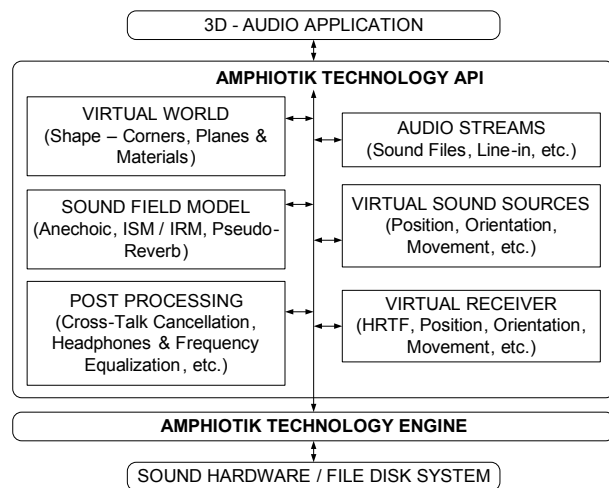 3D - AUDIO APPLICATION
AMPHIOTIK TECHNOLOGY API
VIRTUAL WORLD
(Shape – Corners, Planes &
Materials)
AUDIO STREAMS
(Sound Files, Line-in, etc.)
SOUND FIELD MODEL
(Anechoic, ISM / IRM, Pseudo-
Reverb)
VIRTUAL SOUND SOURCES
(Position, Orientation,
Movement, etc.)
POST PROCESSING
(Cross-Talk Cancellation,
Headphones & Frequency
Equalization, etc.)
VIRTUAL RECEIVER
(HRTF, Position, Orientation,
Movement, etc.)
AMPHIOTIK TECHNOLOGY ENGINE
SOUND HARDWARE / FILE DISK SYSTEM